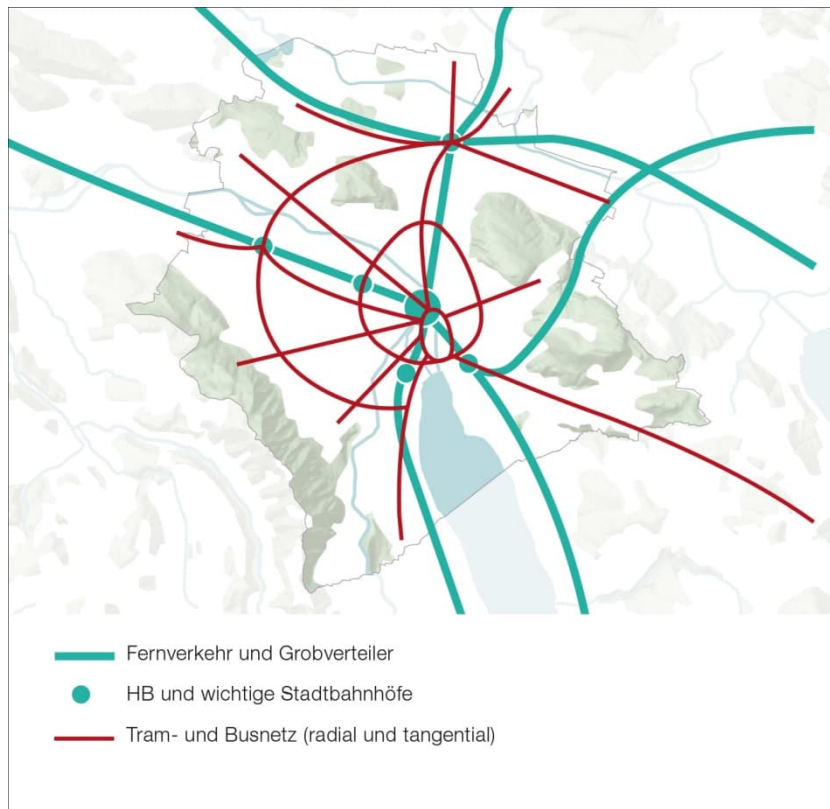 Fernverkehr und Grobverteiler
HB und wichtige Stadtbahnhöfe
Tram- und Busnetz (radial und tangential)